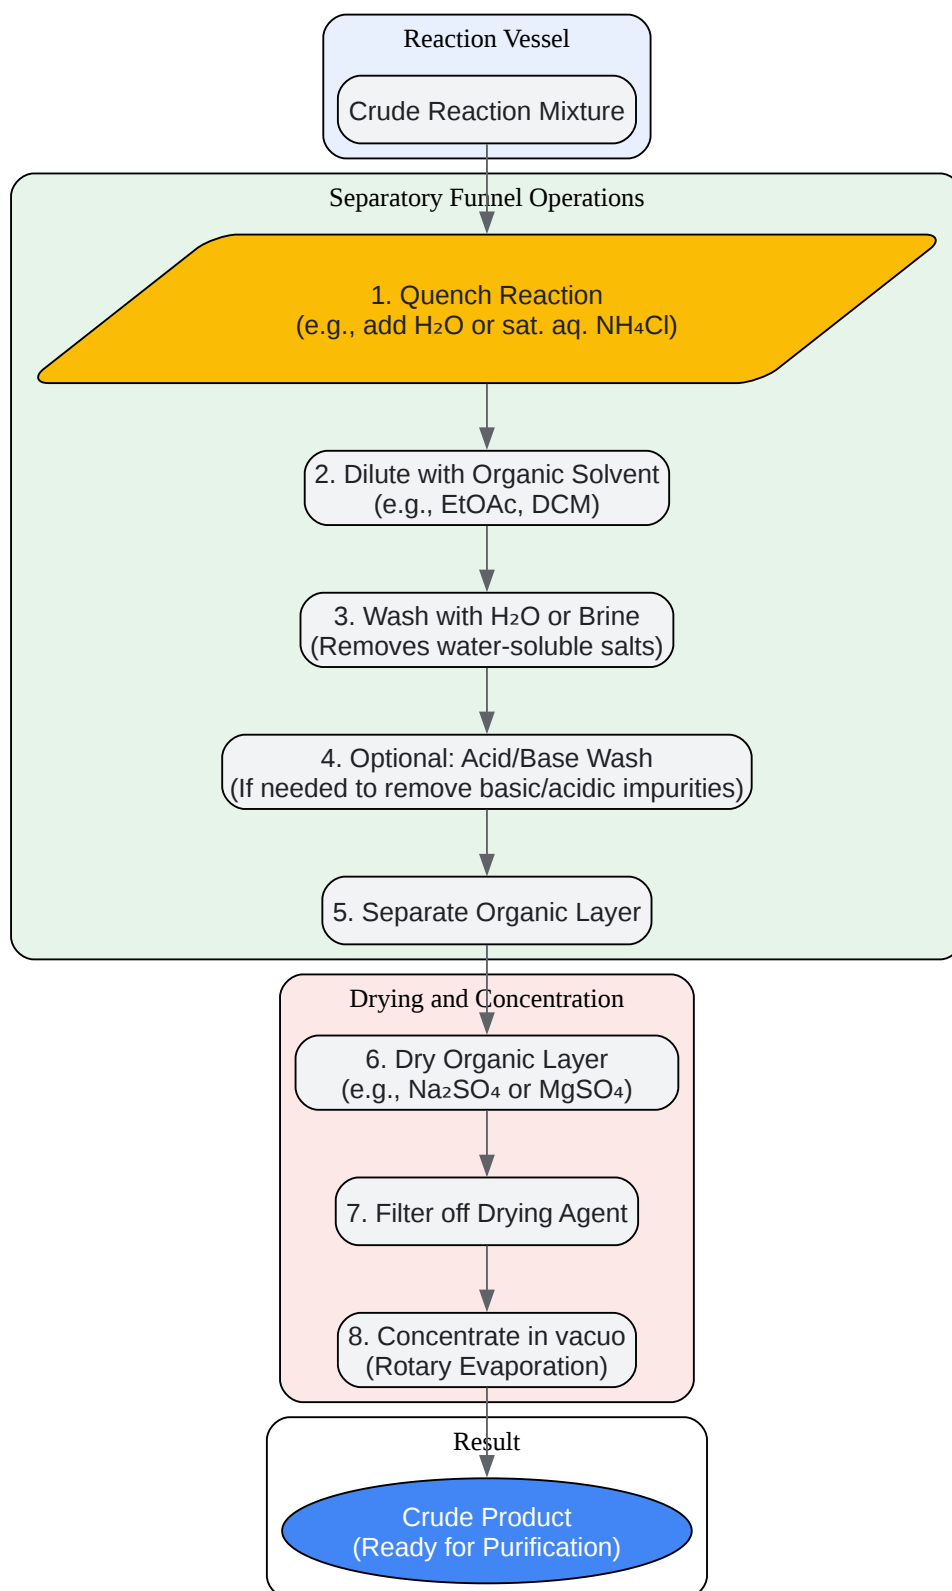 Reaction Vessel
Crude Reaction Mixture
Separatory Funnel Operations
1. Quench Reaction
(e.g., add H₂O or sat. aq. NH₄Cl)
2. Dilute with Organic Solvent
(e.g., EtOAc, DCM)
3. Wash with H₂O or Brine
(Removes water-soluble salts)
4. Optional: Acid/Base Wash
(If needed to remove basic/acidic impurities)
5. Separate Organic Layer
Drying and Concentration
6. Dry Organic Layer
(e.g., Na₂SO₄ or MgSO₄)
7. Filter off Drying Agent
8. Concentrate in vacuo
(Rotary Evaporation)
Result
Crude Product
(Ready for Purification)